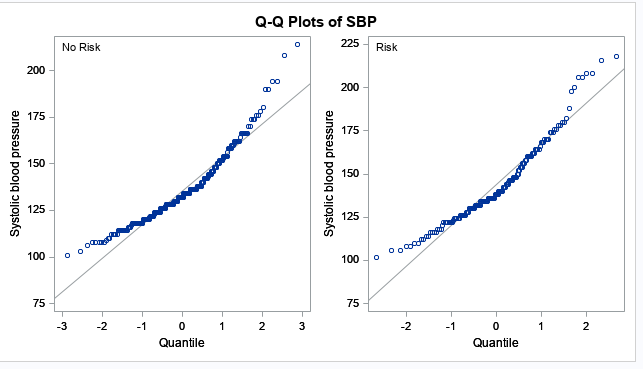 Q-Q Plots of SBP
No Risk
200
175
150
125
100
75
-3 -2 -1 0 1 2 3
Systolic blood pressure
Quantile
Risk
225
200
175
150
125
100
75
-2 -1 0 1 2
Systolic blood pressure
Quantile